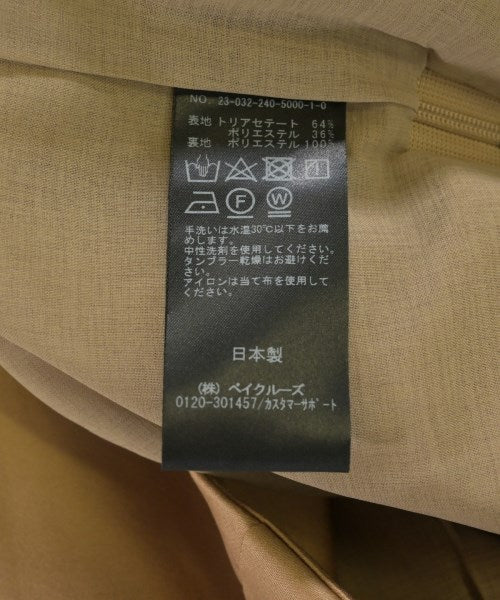 NO. 23-032-240-5000-1-0
表地 トリアセテート 64%
ポリエステル 36%
裏地 ポリエステル 100%
F W
手洗いは水温30℃以下をお薦
めします。
中性洗剤を使用してください。
タンブラー乾燥はお避けくだ
さい。
アイロンは当て布を使用して
ください。
日本製
(株) ベイクルーズ
0120-301457/カスタマーサポート